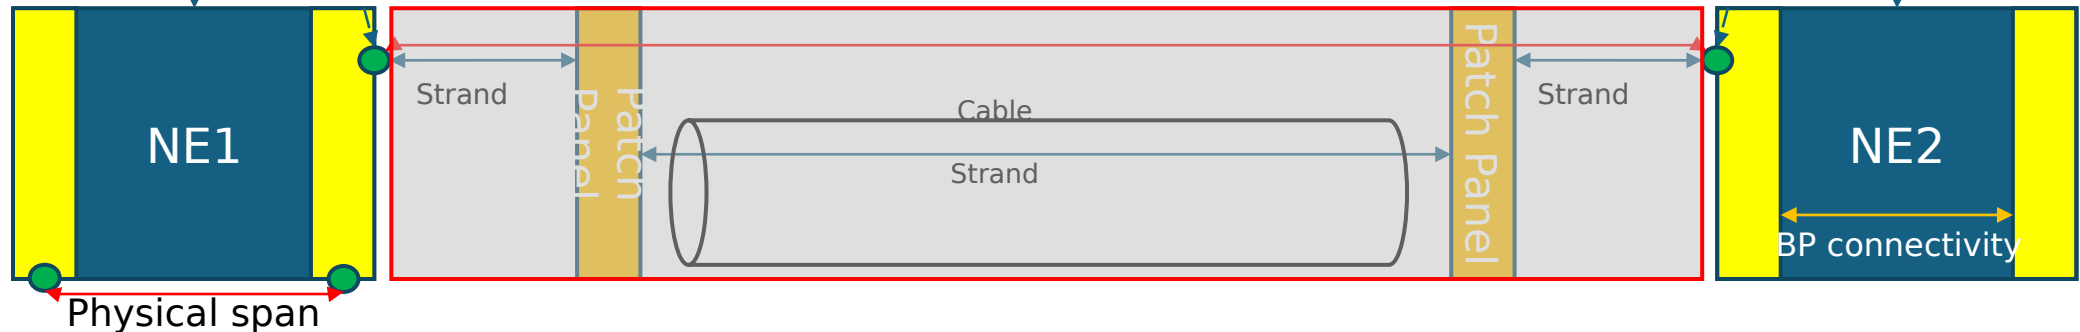 NE1
Strand
Patch
Panel
Cable
Strand
Patch Panel
Strand
NE2
BP connectivity
Physical span